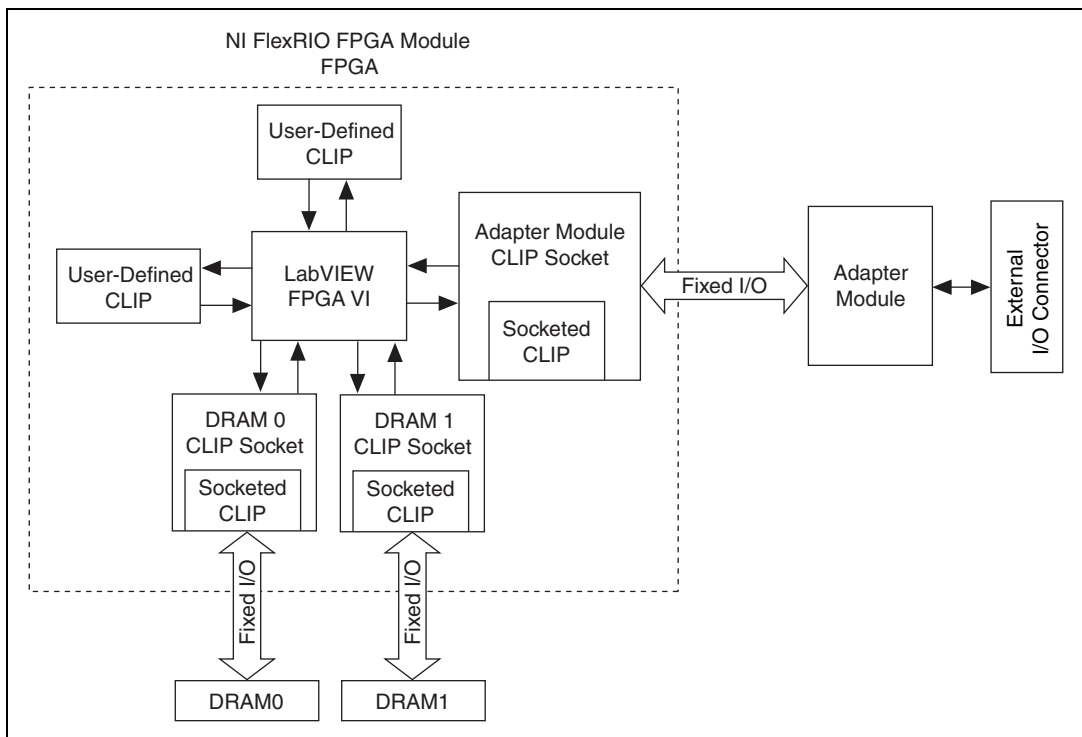 NI FlexRIO FPGA Module
FPGA
User-Defined
CLIP
User-Defined
CLIP
LabVIEW
FPGA VI
Adapter Module
CLIP Socket
Socketed
CLIP
Fixed I/O
Adapter
Module
External
I/O Connector
DRAM 0
CLIP Socket
Socketed
CLIP
DRAM 1
CLIP Socket
Socketed
CLIP
Fixed I/O
Fixed I/O
DRAM0
DRAM1